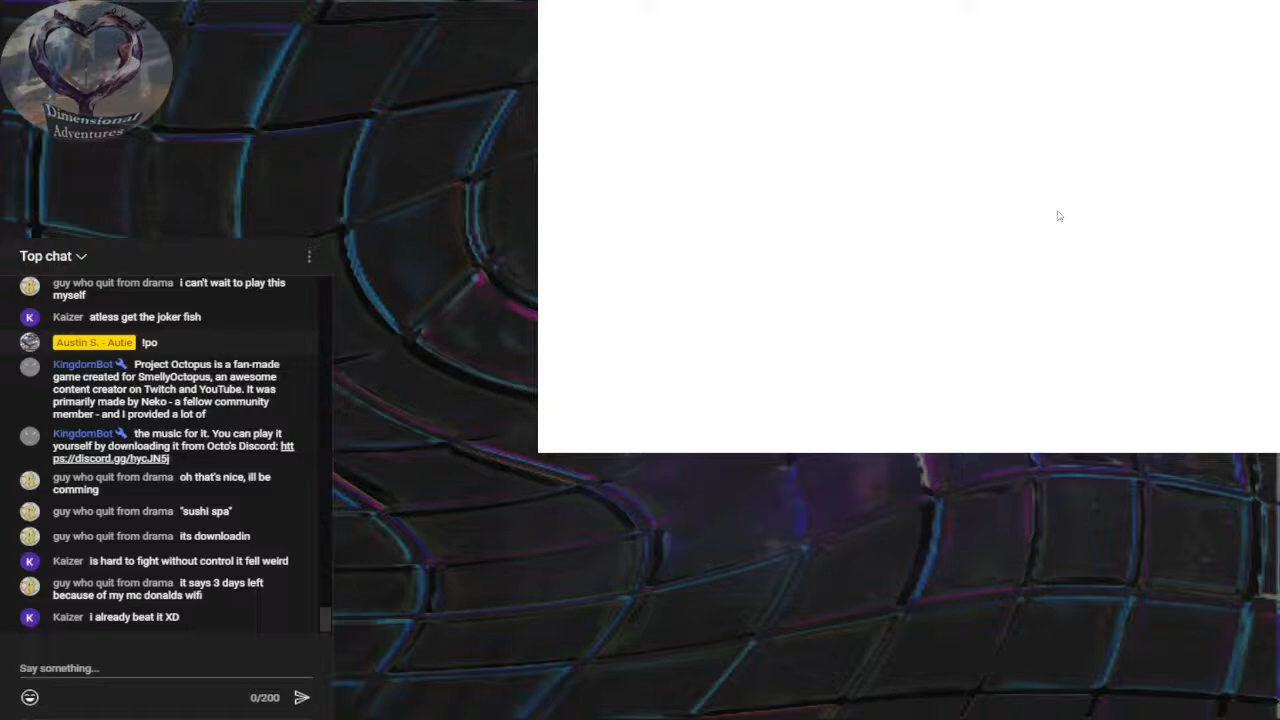 Dimensional
Adventures
Top chat
guy who quit from drama i can't wait to play this
myself
K Kaizer atless get the joker fish
Austin S. - Autie !po
KingdomBot Project Octopus is a fan-made
game created for SmellyOctopus, an awesome
content creator on Twitch and YouTube. It was
primarily made by Neko - a fellow community
member - and I provided a lot of
KingdomBot the music for it. You can play it
yourself by downloading it from Octo's Discord: htt
ps://discord.gg/hycJN5j
guy who quit from drama oh that's nice, ill be
comming
guy who quit from drama "sushi spa"
guy who quit from drama its downloadin
K Kaizer is hard to fight without control it fell weird
guy who quit from drama it says 3 days left
because of my mc donalds wifi
K Kaizer i already beat it XD
Say something...
0/200